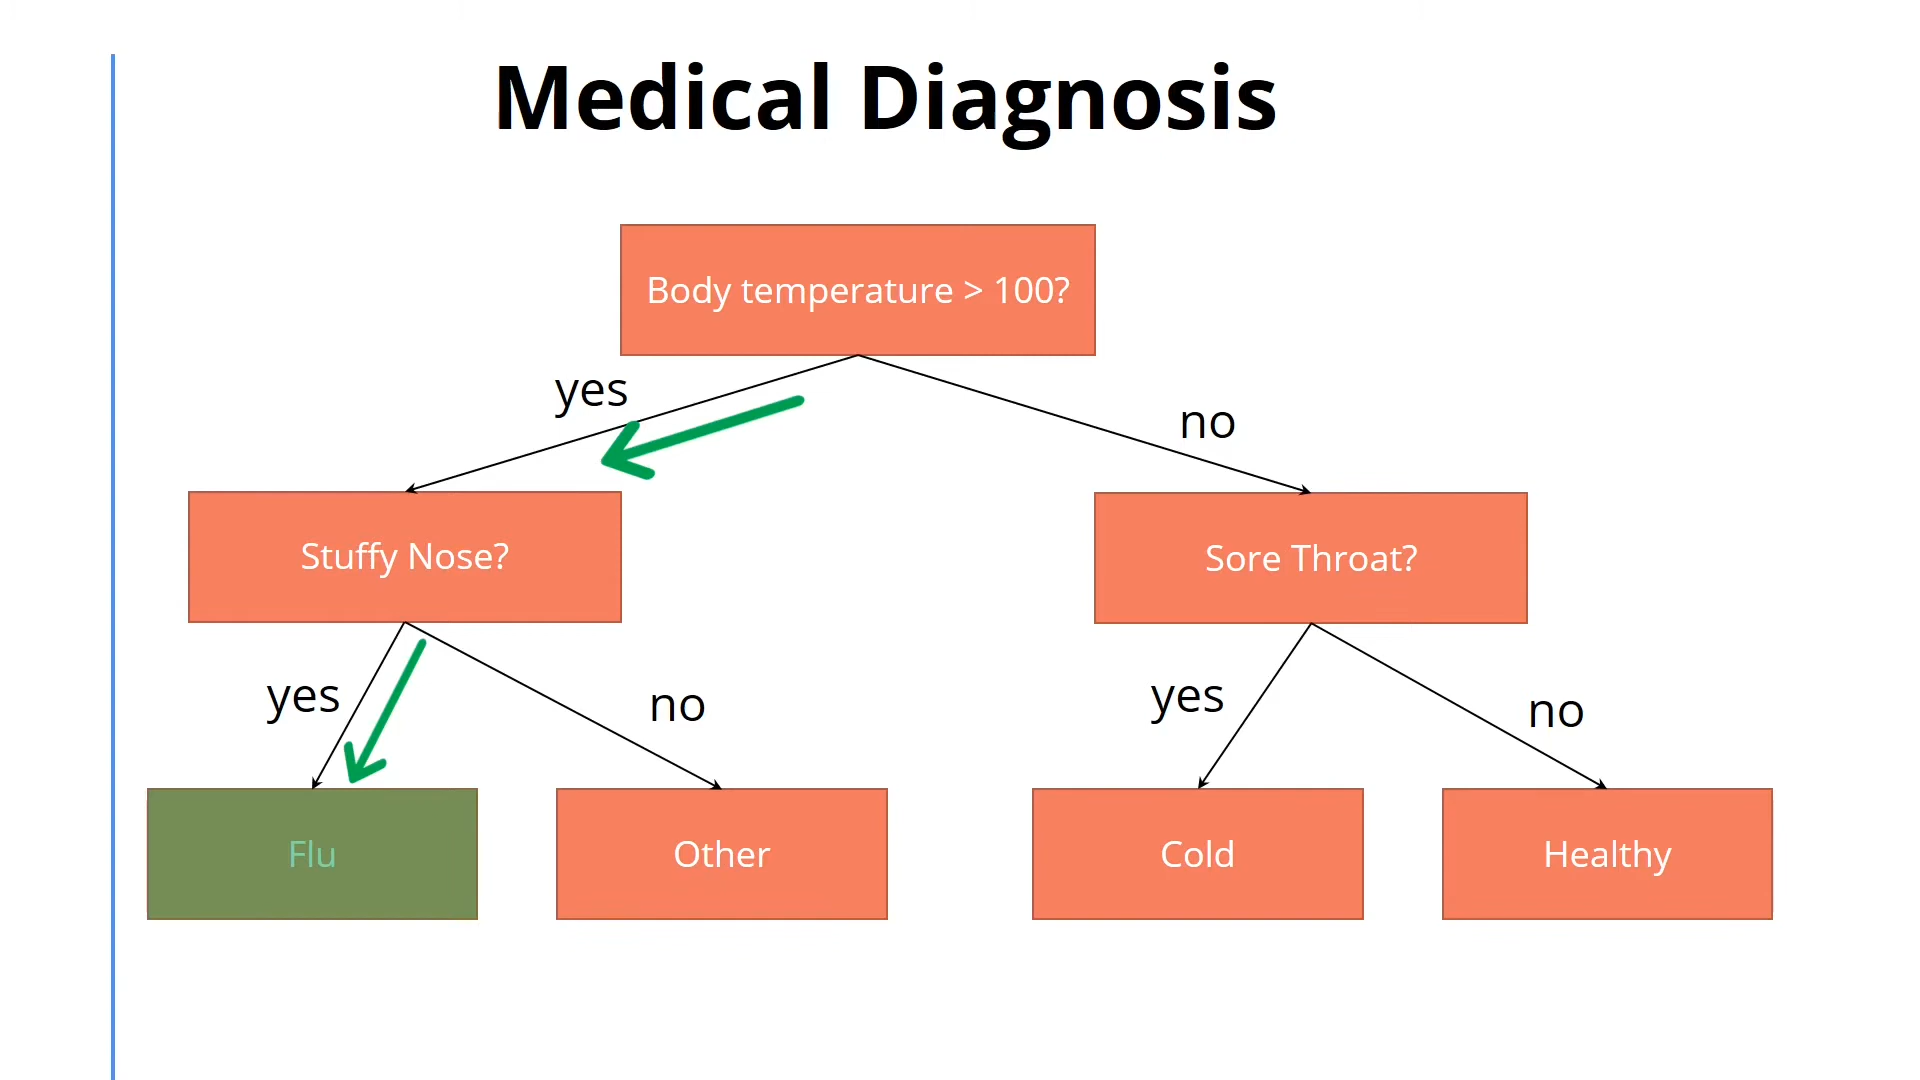 Medical Diagnosis
Body temperature > 100?
yes
no
Stuffy Nose?
Sore Throat?
yes
no
yes
no
Flu
Other
Cold
Healthy